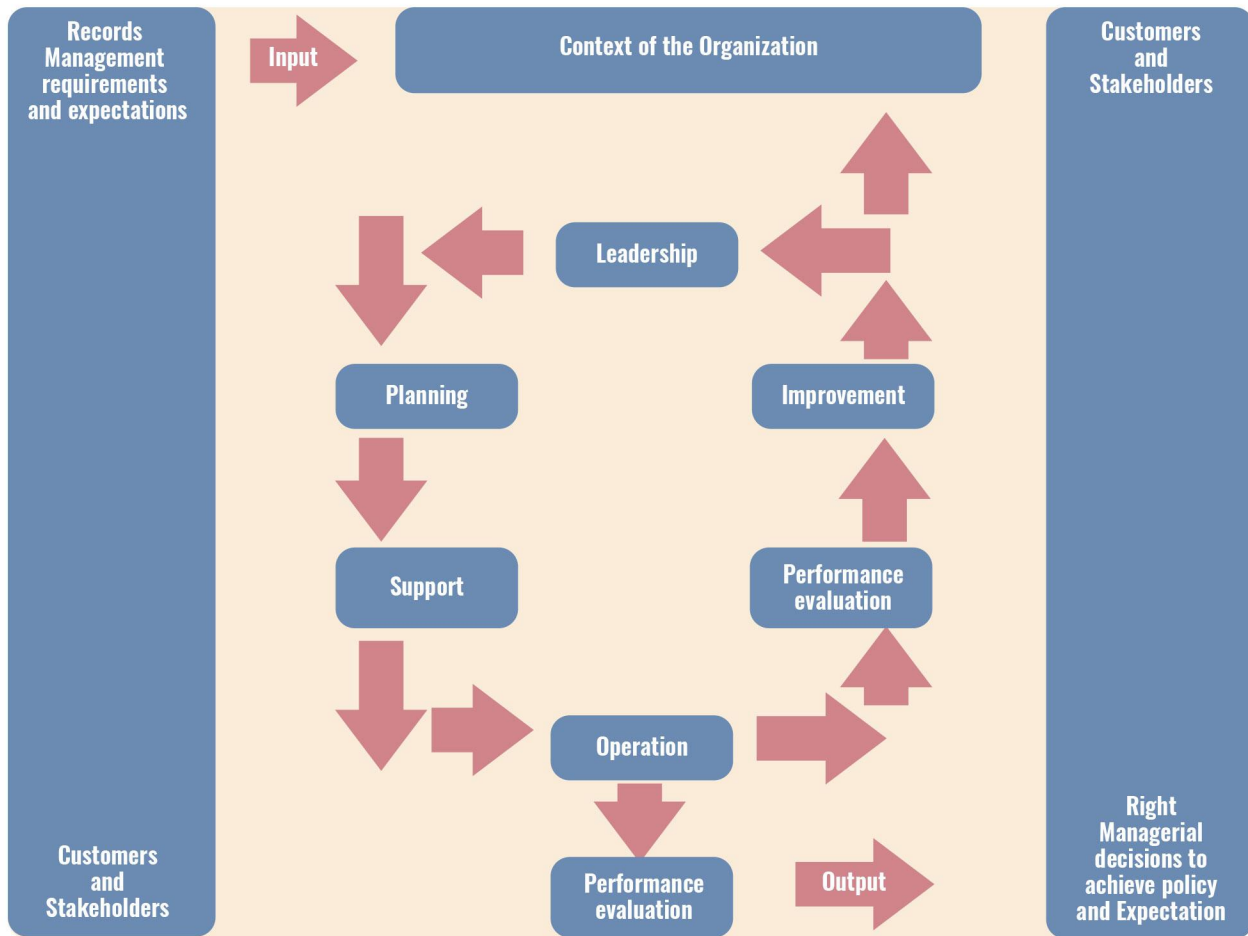 Records
Management
requirements
and expectations
Input
Context of the Organization
Customers
and
Stakeholders
Leadership
Planning
Improvement
Support
Performance
evaluation
Operation
Customers
and
Stakeholders
Performance
evaluation
Output
Right
Managerial
decisions to
achieve policy
and Expectation